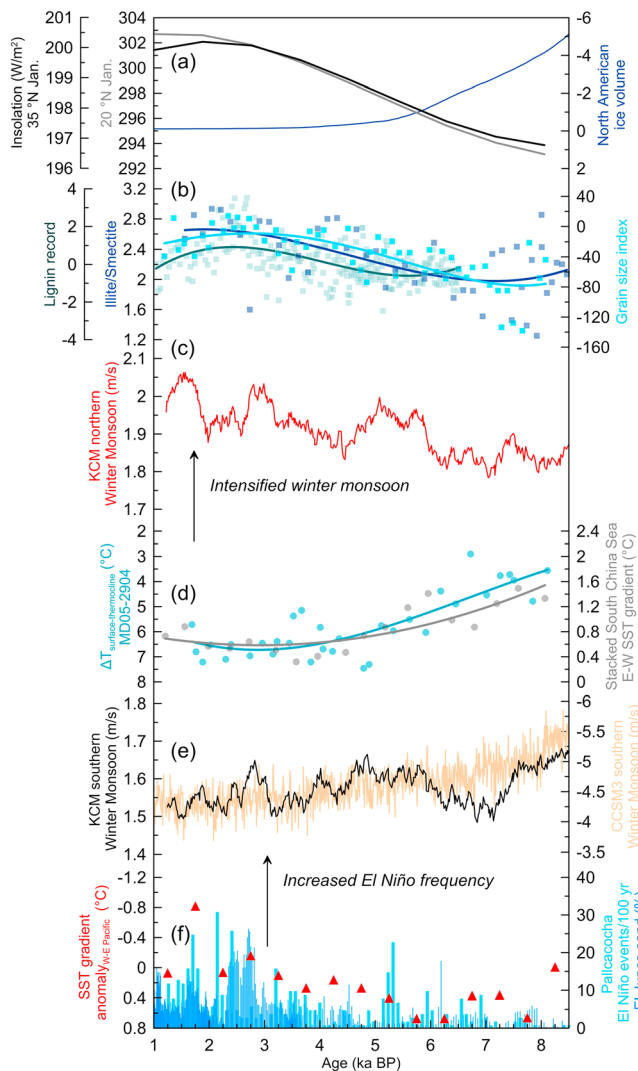 Insolation (W/m²)
35 °N Jan.
201
200
199
198
197
196
20 °N Jan.
304
302
300
298
296
294
292
(a)
-6
-4
-2
0
2
North American
ice volume
Lignin record
4
2
0
-2
-4
Illite/Smectite
3.2
2.8
2.4
2
1.6
1.2
(b)
40
0
-40
-80
-120
-160
Grain size index
KCM northern
Winter Monsoon (m/s)
2.1
2
1.9
1.8
1.7
(c)
Intensified winter monsoon
ΔTsurface-thermocline (°C)
MD05-2904
2
3
4
5
6
7
8
(d)
2.4
2
1.6
1.2
0.8
0.4
0
Stacked South China Sea
E-W SST gradient (°C)
KCM southern
Winter Monsoon (m/s)
1.8
1.7
1.6
1.5
1.4
(e)
-6
-5.5
-5
-4.5
-4
-3.5
CCSM3 southern
Winter Monsoon (m/s)
Increased El Niño frequency
SST gradient
anomalyW-E Pacific (°C)
-1.2
-0.8
-0.4
0
0.4
0.8
(f)
40
30
20
10
0
Pallcacocha
El Niño events/100 yr
1
2
3
4
5
6
7
8
Age (ka BP)